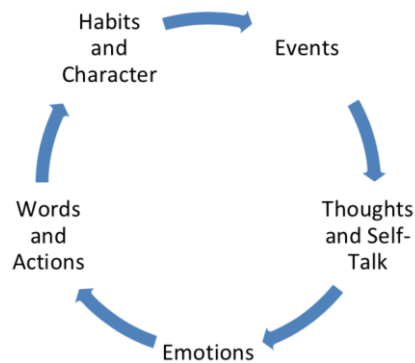 Habits
and
Character
Events
Thoughts
and Self-
Talk
Emotions
Words
and
Actions